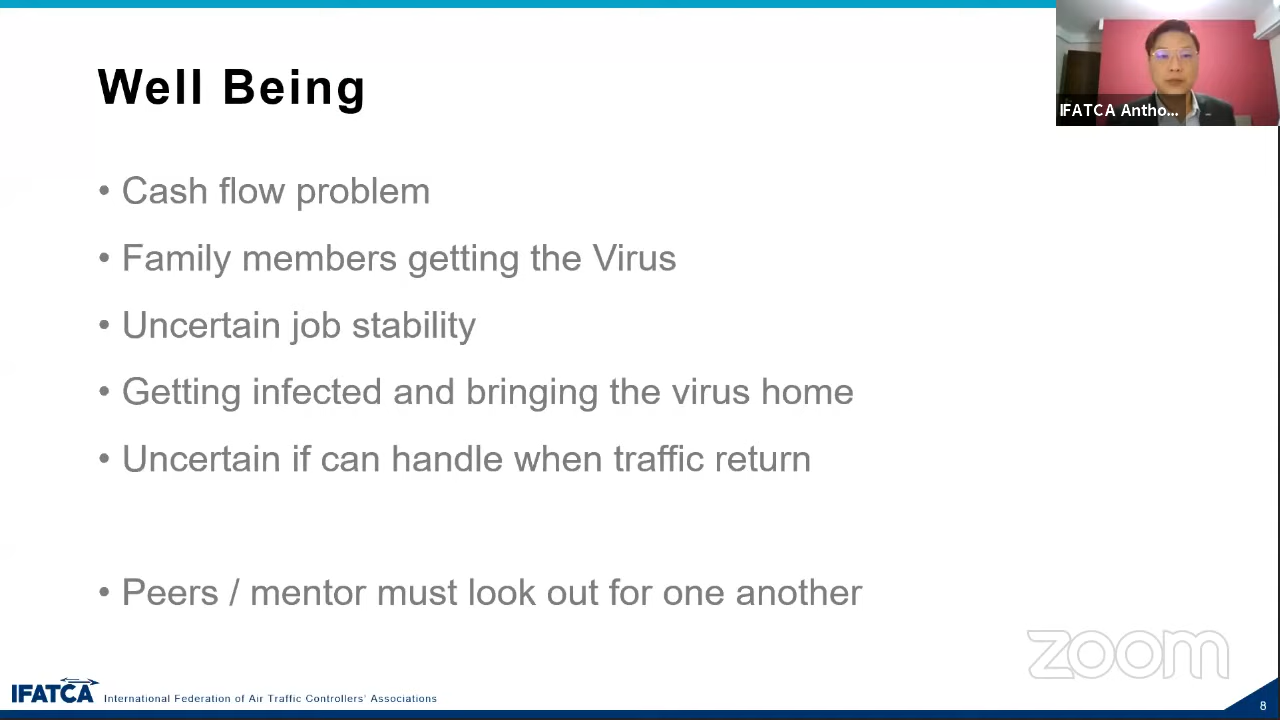 Well Being
IFATCA Antho...
• Cash flow problem
• Family members getting the Virus
• Uncertain job stability
• Getting infected and bringing the virus home
• Uncertain if can handle when traffic return
• Peers / mentor must look out for one another
zoom
IFATCA International Federation of Air Traffic Controllers' Associations
8